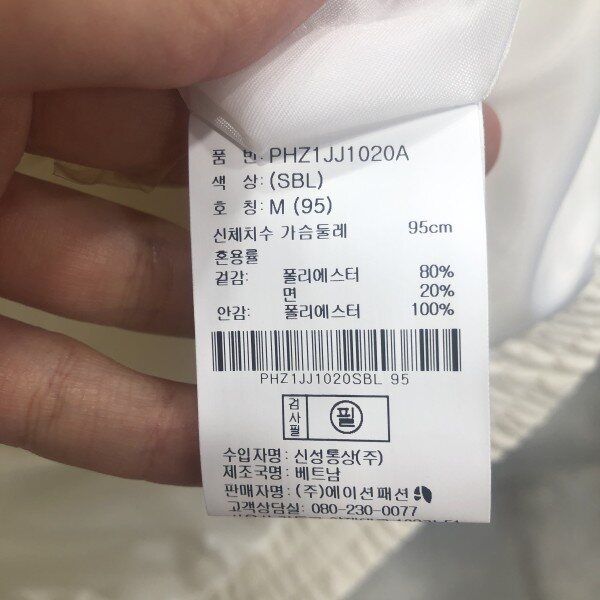 품 번: PHZ1JJ1020A
색 상: (SBL)
호 칭: M (95)
신체치수 가슴둘레 95cm
혼용률
겉감: 폴리에스터 80%
면 20%
안감: 폴리에스터 100%
PHZ1JJ1020SBL 95
검사필 필
수입자명: 신성통상(주)
제조국명: 베트남
판매자명: (주)에이션패션
고객상담실: 080-230-0077